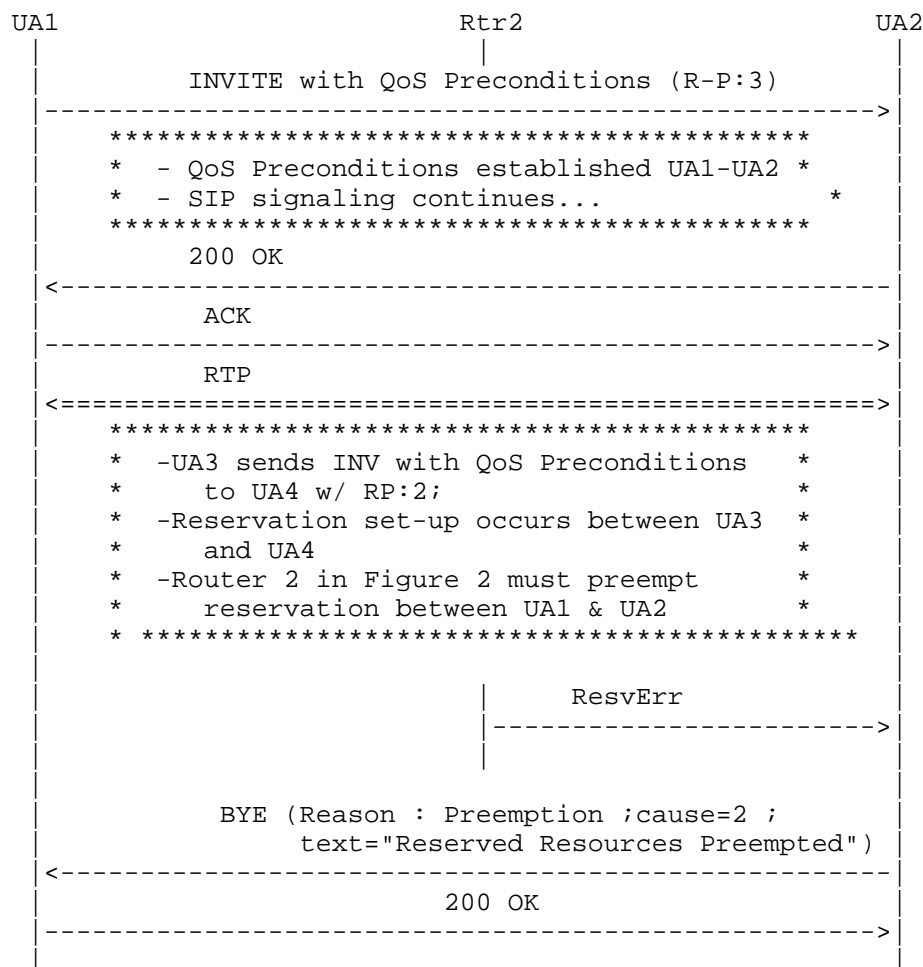 UA1                          Rtr2                        UA2
 |                            |                          |
 |         INVITE with QoS Preconditions (R-P:3)         |
 |---------------------------------------------------->|
 |    ********************************************       |
 |    *  - QoS Preconditions established UA1-UA2 *       |
 |    *  - SIP signaling continues...              *     |
 |    ********************************************       |
 |         200 OK                                        |
 |<----------------------------------------------------|
 |          ACK                                          |
 |---------------------------------------------------->|
 |          RTP                                          |
 |<===================================================>|
 |    ********************************************       |
 |    *  -UA3 sends INV with QoS Preconditions   *       |
 |    *     to UA4 w/ RP:2;                      *       |
 |    *  -Reservation set-up occurs between UA3  *       |
 |    *     and UA4                              *       |
 |    *  -Router 2 in Figure 2 must preempt      *       |
 |    *     reservation between UA1 & UA2        *       |
 |    * *********************************************    |
 |                                                       |
 |                            |     ResvErr              |
 |                            |------------------------>|
 |                            |                          |
 |                                                       |
 |           BYE (Reason : Preemption ;cause=2 ;         |
 |                text="Reserved Resources Preempted")   |
 |<----------------------------------------------------|
 |                         200 OK                        |
 |---------------------------------------------------->|
 |                                                       |